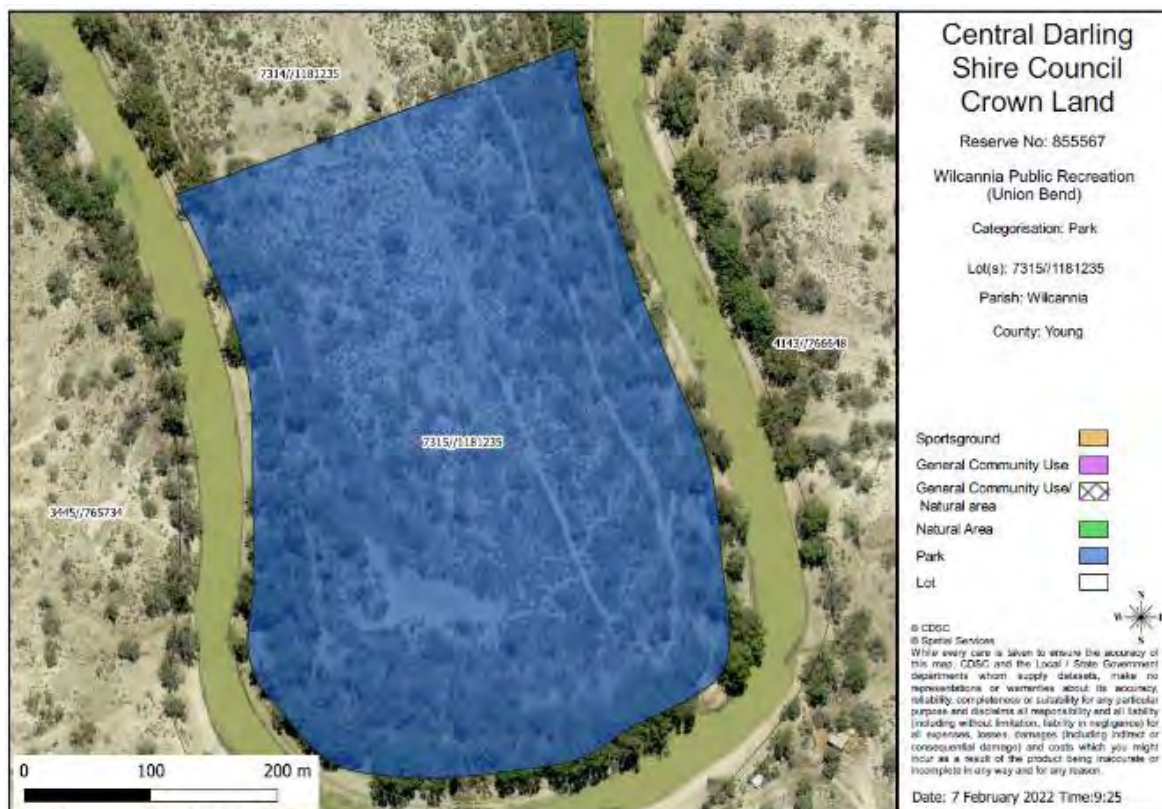 7314//1181235
7315//1181235
4143//766648
3445//765734
0 100 200 m
Central Darling
Shire Council
Crown Land
Reserve No: 855567
Wilcannia Public Recreation
(Union Bend)
Categorisation: Park
Lot(s): 7315//1181235
Parish: Wilcannia
County: Young
Sportsground
General Community Use
General Community Use/
Natural area
Natural Area
Park
Lot
N
W E
S
© CDSC
© Spatial Services
While every care is taken to ensure the accuracy of
this map, CDSC and the Local / State Government
departments whom supply datasets, make no
representations or warranties about its accuracy,
reliability, completeness or suitability for any particular
purpose and disclaims all responsibility and all liability
(including without limitation, liability in negligence) for
all expenses, losses, damages (including indirect or
consequential damage) and costs which you might
incur as a result of the product being inaccurate or
incomplete in any way and for any reason.
Date: 7 February 2022 Time:9:25